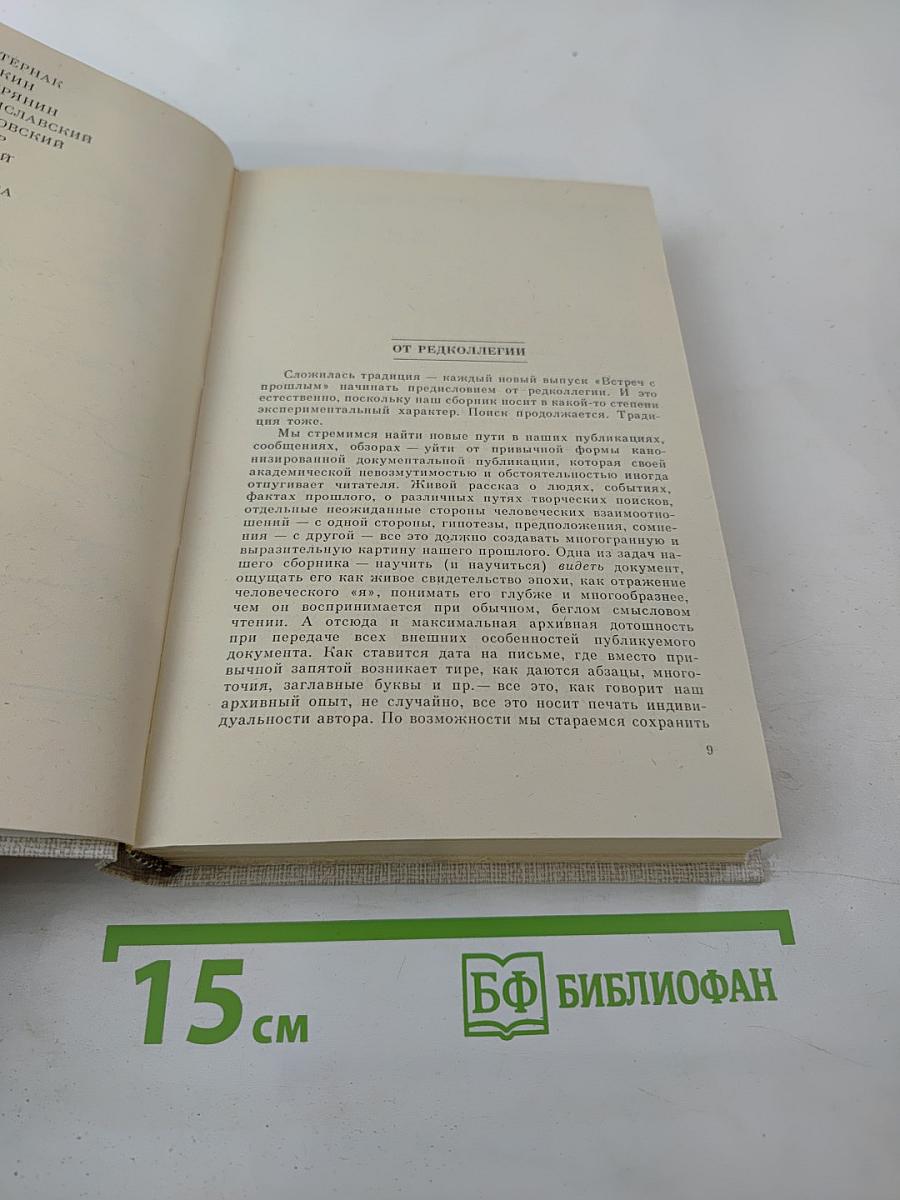 ТЕРНАК
КИН
РЯНИН
ИСЛАВСКИЙ
ОВСКИЙ
Р
ИЙ
ВА
ОТ РЕДКОЛЛЕГИИ
Сложилась традиция — каждый новый выпуск «Встреч с
прошлым» начинать предисловием от редколлегии. И это
естественно, поскольку наш сборник носит в какой-то степени
экспериментальный характер. Поиск продолжается. Тради-
ция тоже.
Мы стремимся найти новые пути в наших публикациях,
сообщениях, обзорах — уйти от привычной формы кано-
низированной документальной публикации, которая своей
академической невозмутимостью и обстоятельностью иногда
отпугивает читателя. Живой рассказ о людях, событиях,
фактах прошлого, о различных путях творческих поисков,
отдельные неожиданные стороны человеческих взаимоотно-
шений — с одной стороны, гипотезы, предположения, сомне-
ния — с другой — все это должно создавать многогранную и
выразительную картину нашего прошлого. Одна из задач на-
шего сборника — научить (и научиться) видеть документ,
ощущать его как живое свидетельство эпохи, как отражение
человеческого «я», понимать его глубже и многообразнее,
чем он воспринимается при обычном, беглом смысловом
чтении. А отсюда и максимальная архивная дотошность
при передаче всех внешних особенностей публикуемого
документа. Как ставится дата на письме, где вместо при-
вычной запятой возникает тире, как даются абзацы, много-
точия, заглавные буквы и пр.— все это, как говорит наш
архивный опыт, не случайно, все это носит печать индиви-
дуальности автора. По возможности мы стараемся сохранить
9
15 см
БФ БИБЛИОФАН